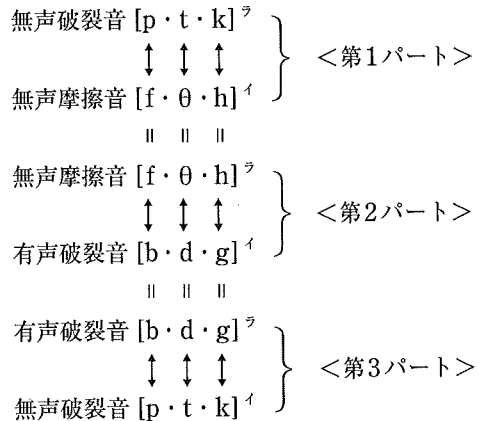 無声破裂音 [p・t・k]ラ
↕ ↕ ↕ <第1パート>
無声摩擦音 [f・θ・h]イ
॥ ॥ ॥
無声摩擦音 [f・θ・h]ラ
↕ ↕ ↕ <第2パート>
有声破裂音 [b・d・g]イ
॥ ॥ ॥
有声破裂音 [b・d・g]ラ
↕ ↕ ↕ <第3パート>
無声破裂音 [p・t・k]イ